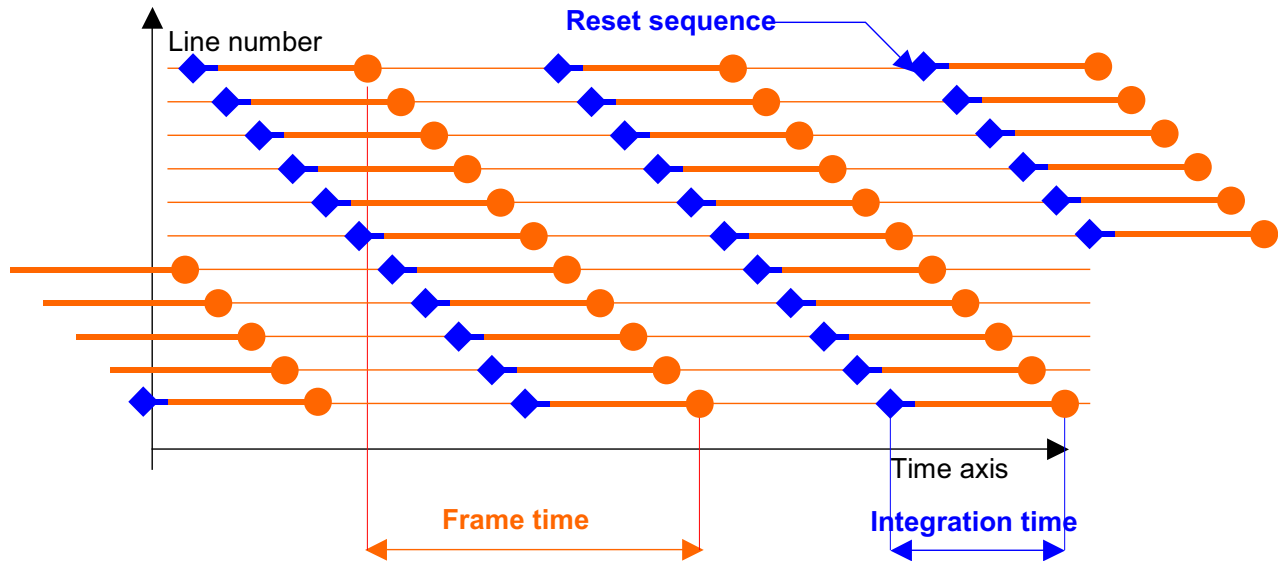 Reset sequence
Line number
Time axis
Frame time
Integration time